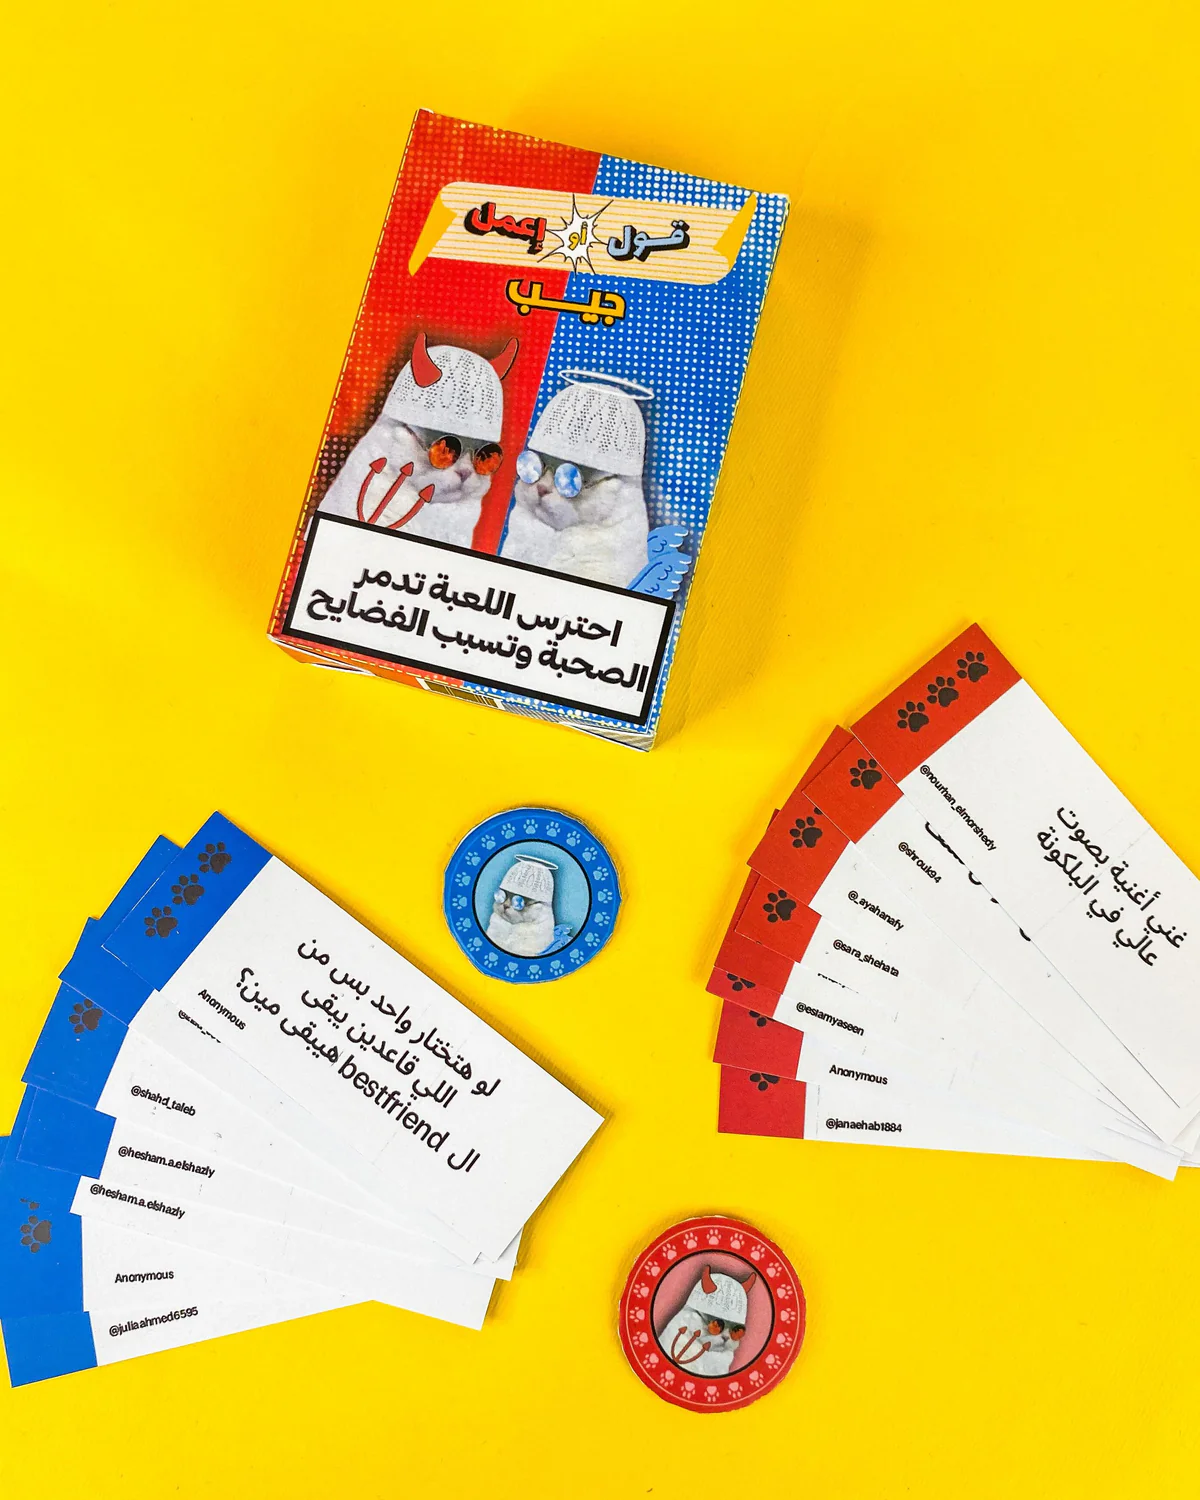 قول أو إعمل
جيب
احترس اللعبة تدمر
الصحبة وتسبب الفضايح
غني أغنية بصوت
عالي في البلكونة
@nourhan_elmorshedy
@shrouk94
@_ayahanafy
@sara_shehata
@eslamyaseen
Anonymous
@janaehab1884
لو هتختار واحد بس من
اللي قاعدين يبقى
ال bestfriend هيبقى مين؟
Anonymous
@shahd_taleb
@hesham.a.elshazly
@hesham.a.elshazly
Anonymous
@juliaahmed6595